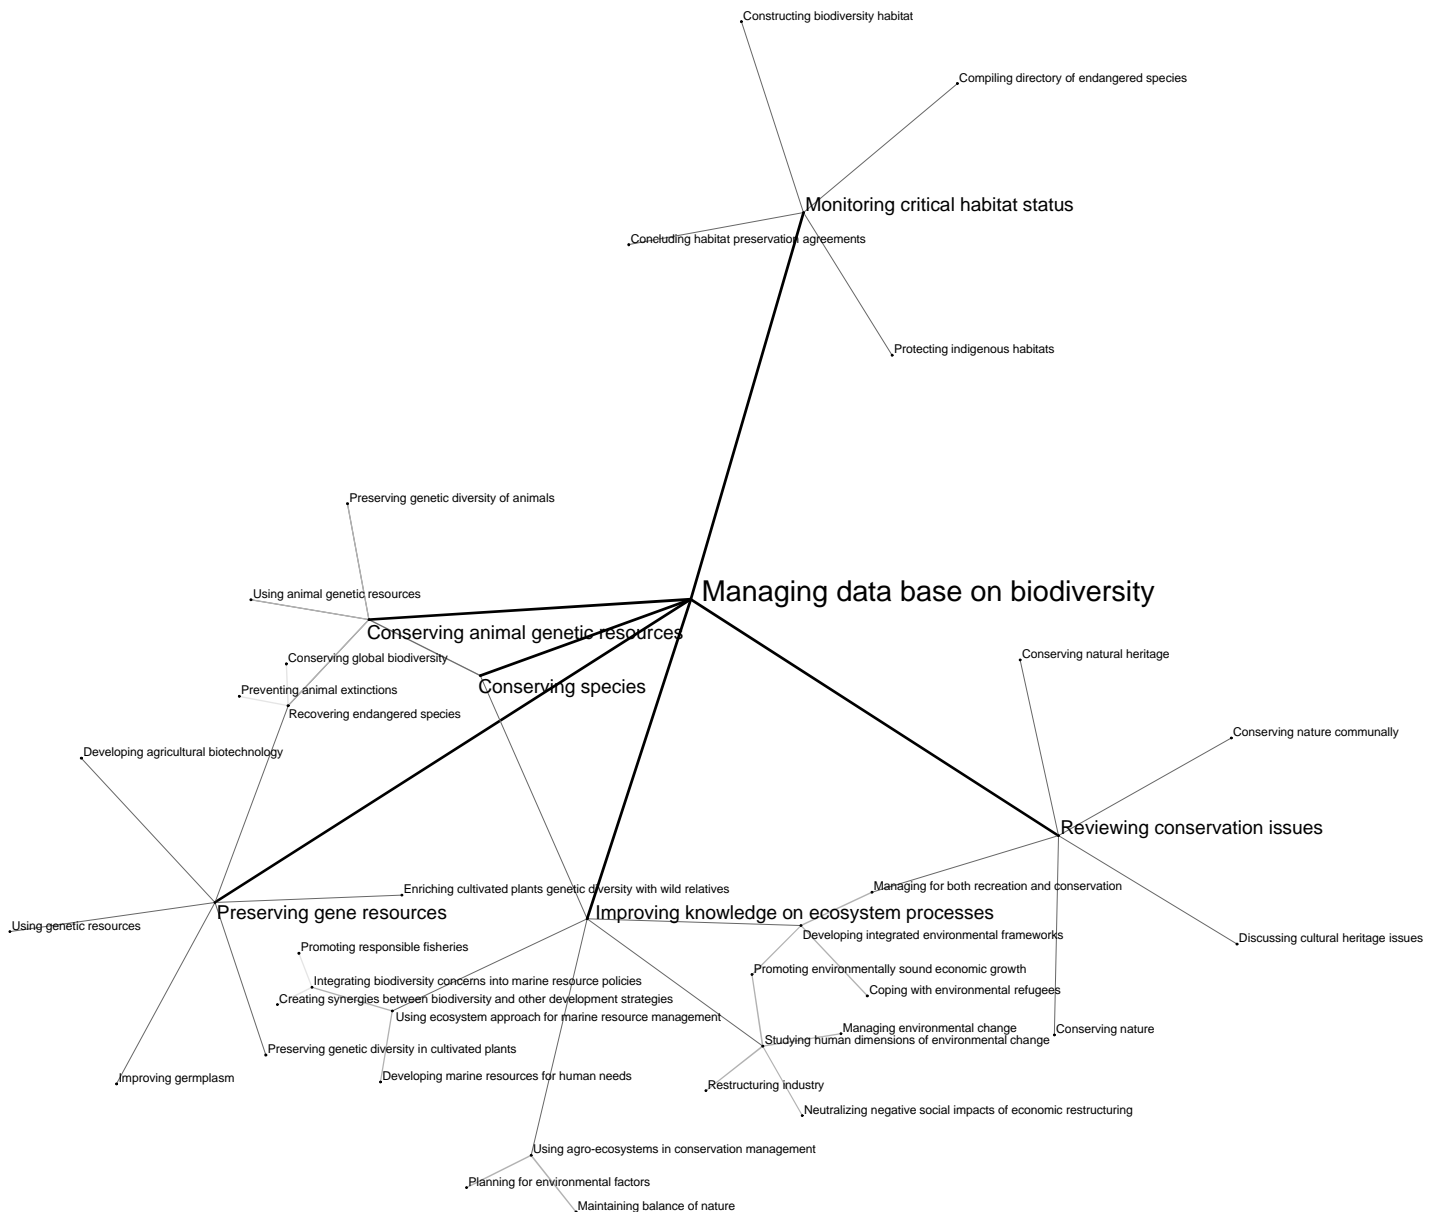 Constructing biodiversity habitat
Compiling directory of endangered species
Monitoring critical habitat status
Concluding habitat preservation agreements
Protecting indigenous habitats
Preserving genetic diversity of animals
Managing data base on biodiversity
Using animal genetic resources
Conserving animal genetic resources
Conserving natural heritage
Conserving global biodiversity
Conserving species
Preventing animal extinctions
Recovering endangered species
Conserving nature communally
Developing agricultural biotechnology
Reviewing conservation issues
Managing for both recreation and conservation
Enriching cultivated plants genetic diversity with wild relatives
Preserving gene resources
Improving knowledge on ecosystem processes
Using genetic resources
Developing integrated environmental frameworks
Discussing cultural heritage issues
Promoting responsible fisheries
Promoting environmentally sound economic growth
Integrating biodiversity concerns into marine resource policies
Coping with environmental refugees
Creating synergies between biodiversity and other development strategies
Using ecosystem approach for marine resource management
Managing environmental change
Conserving nature
Studying human dimensions of environmental change
Preserving genetic diversity in cultivated plants
Improving germplasm
Developing marine resources for human needs
Restructuring industry
Neutralizing negative social impacts of economic restructuring
Using agro-ecosystems in conservation management
Planning for environmental factors
Maintaining balance of nature